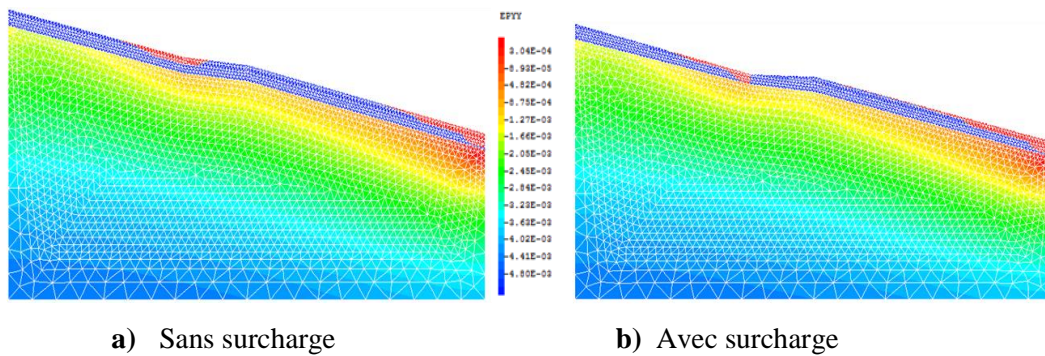 EPYY
3.04E-04
-8.93E-05
-4.82E-04
-8.75E-04
-1.27E-03
-1.66E-03
-2.05E-03
-2.45E-03
-2.84E-03
-3.23E-03
-3.63E-03
-4.02E-03
-4.41E-03
-4.80E-03
a) Sans surcharge
b) Avec surcharge